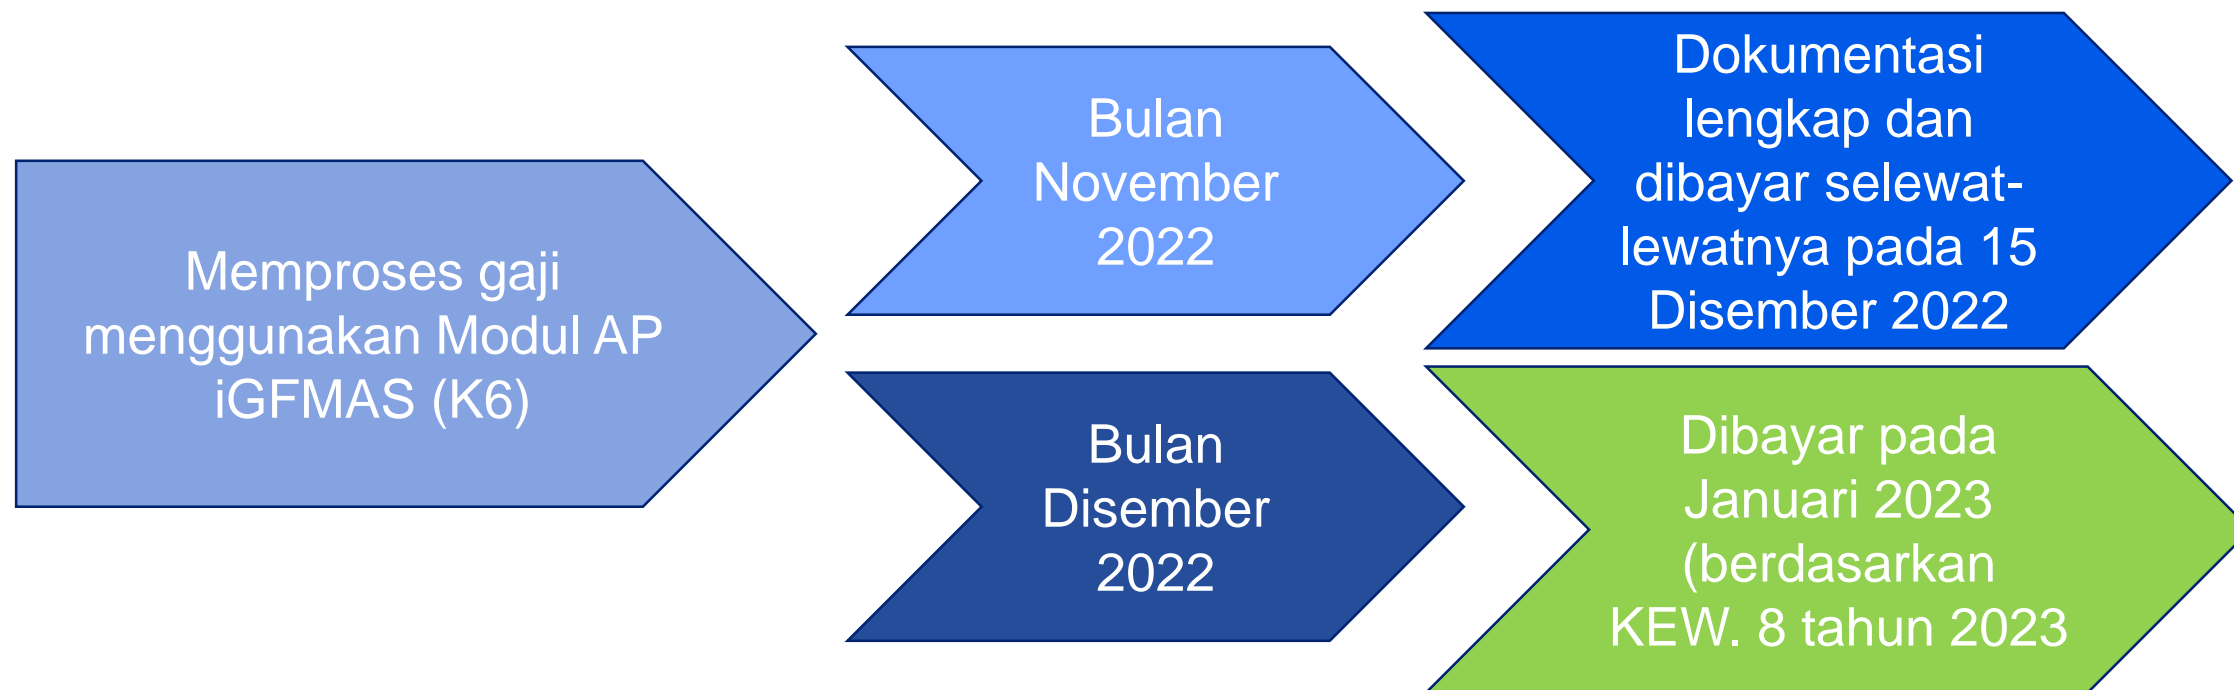 Memproses gaji
menggunakan Modul AP
iGFMAS (K6)
Bulan
November
2022
Dokumentasi
lengkap dan
dibayar selewat-
lewatnya pada 15
Disember 2022
Bulan
Disember
2022
Dibayar pada
Januari 2023
(berdasarkan
KEW. 8 tahun 2023